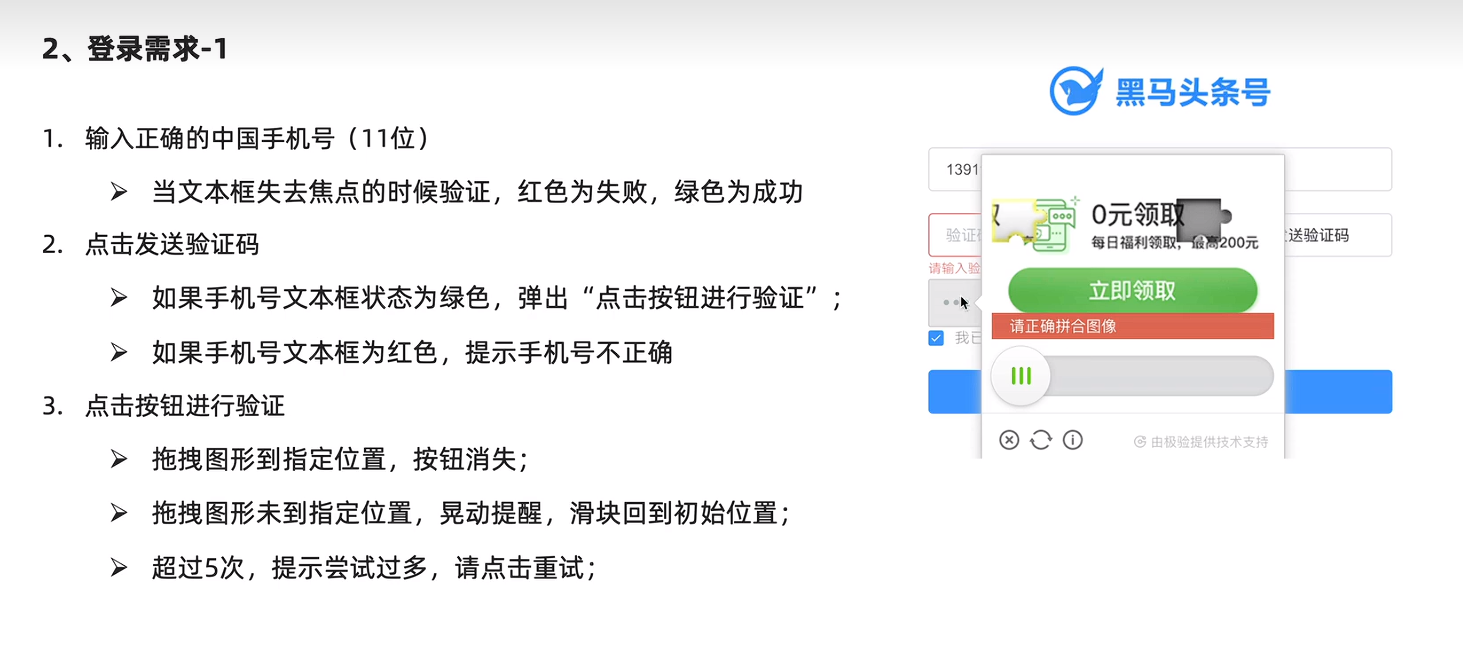 2、登录需求-1
1. 输入正确的中国手机号（11位）
➢ 当文本框失去焦点的时候验证，红色为失败，绿色为成功
2. 点击发送验证码
➢ 如果手机号文本框状态为绿色，弹出“点击按钮进行验证”；
➢ 如果手机号文本框为红色，提示手机号不正确
3. 点击按钮进行验证
➢ 拖拽图形到指定位置，按钮消失；
➢ 拖拽图形未到指定位置，晃动提醒，滑块回到初始位置；
➢ 超过5次，提示尝试过多，请点击重试；
黑马头条号
1391
0元领取
每日福利领取，最高200元
验证
送验证码
请输入验
立即领取
请正确拼合图像
我已
由极验提供技术支持